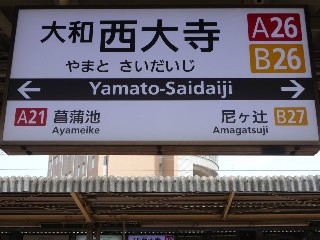 大和西大寺 A26
やまと さいだいじ B26
← Yamato-Saidaiji →
A21 菖蒲池 尼ヶ辻 B27
Ayameike Amagatsuji